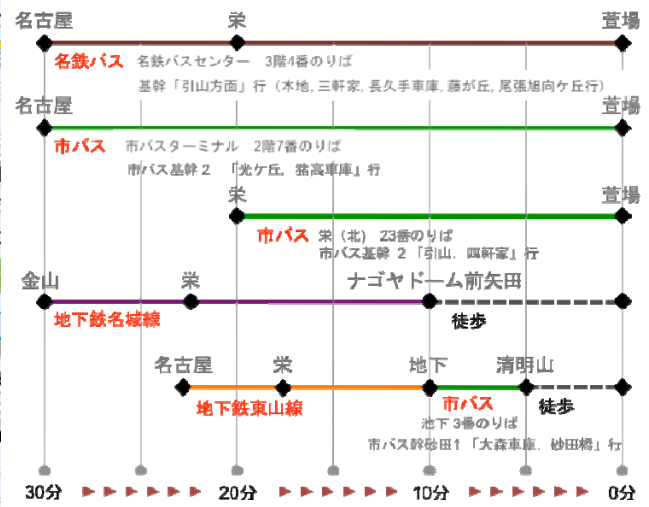 名古屋 栄 萱場
名鉄バス 名鉄バスセンター 3階4番のりば
基幹「引山方面」行（本地, 三軒家, 長久手車庫, 藤が丘, 尾張旭向ケ丘行）
名古屋 萱場
市バス 市バスターミナル 2階7番のりば
市バス基幹2 「光ケ丘, 猪高車庫」行
栄 萱場
市バス 栄（北） 23番のりば
市バス基幹 2「引山, 四軒家」行
金山 栄 ナゴヤドーム前矢田
地下鉄名城線 徒歩
名古屋 栄 地下 清明山
地下鉄東山線 市バス 徒歩
池下 3番のりば
市バス幹砂田1「大森車庫, 砂田橋」行
30分 20分 10分 0分